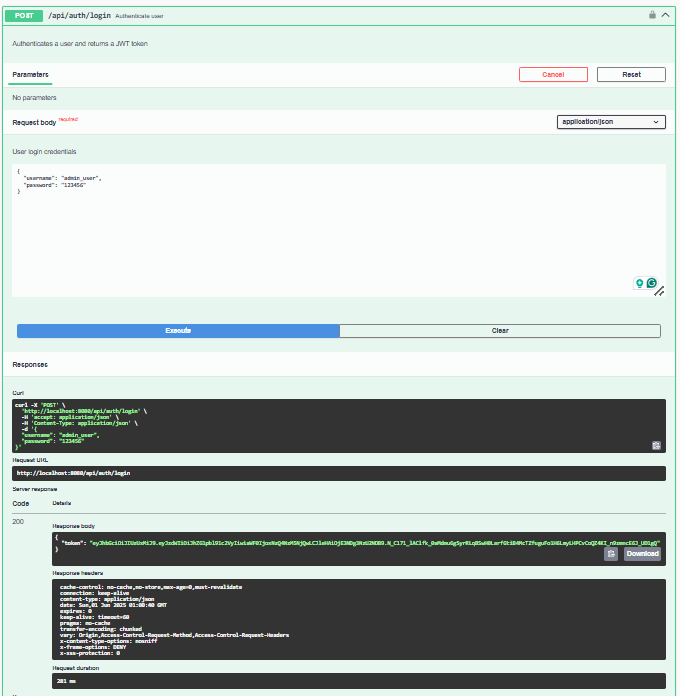 POST /api/auth/login Authenticate user
Authenticates a user and returns a JWT token
Parameters
Cancel
Reset
No parameters
Request body required
application/json
User login credentials
{
"username": "admin_user",
"password": "123456"
}
Execute
Clear
Responses
Curl
curl -X 'POST' \
'http://localhost:8080/api/auth/login' \
-H 'accept: application/json' \
-H 'Content-Type: application/json' \
-d '{
"username": "admin_user",
"password": "123456"
}'
Request URL
http://localhost:8080/api/auth/login
Server response
Code
Details
200
Response body
{
"token":
}
Download
Response headers
cache-control: no-cache,no-store,max-age=0,must-revalidate
connection: keep-alive
content-type: application/json
date: Sun,01 Jun 2025 01:00:40 GMT
expires: 0
keep-alive: timeout=60
pragma: no-cache
transfer-encoding: chunked
vary: Origin,Access-Control-Request-Method,Access-Control-Request-Headers
x-content-type-options: nosniff
x-frame-options: DENY
x-xss-protection: 0
Request duration
281 ms